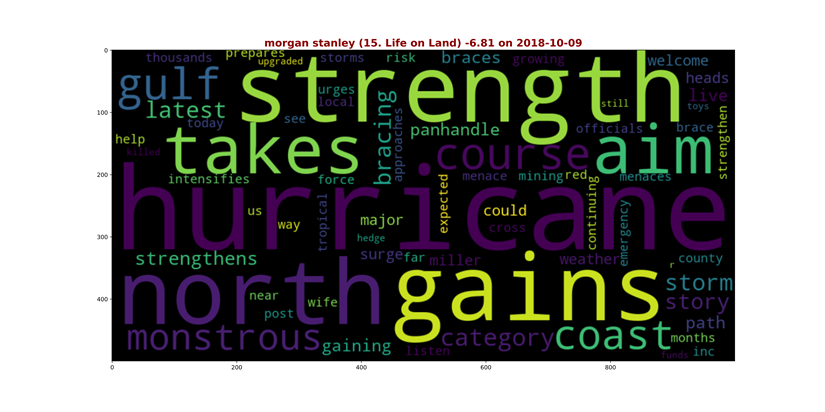 morgan stanley (15. Life on Land) -6.81 on 2018-10-09
thousands prepares upgraded storms risk braces growing welcome
gulf strength heads
urges local live
latest still toys
today see bracing approaches panhandle officials brace strengthen
help takes course aim
killed
intensifies force menace mining red menaces
hurricane
us way tropical major expected could cross continuing emergency
hedge
strengthens surge far miller weather r county
north gains storm
near wife story
post path
monstrous gaining category coast months
listen funds inc
0
100
200
300
400
0 200 400 600 800